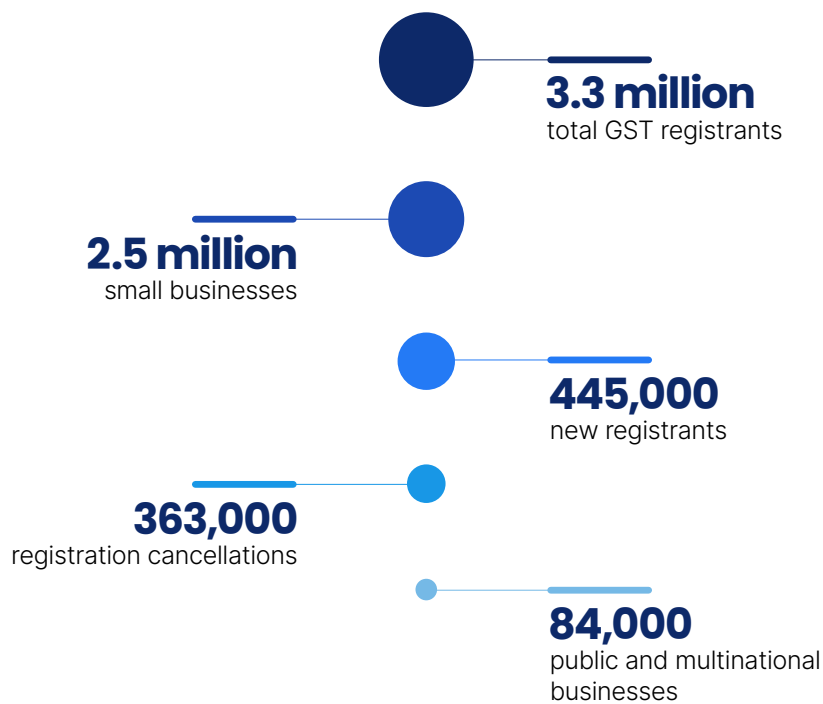 3.3 million
total GST registrants
2.5 million
small businesses
445,000
new registrants
363,000
registration cancellations
84,000
public and multinational
businesses